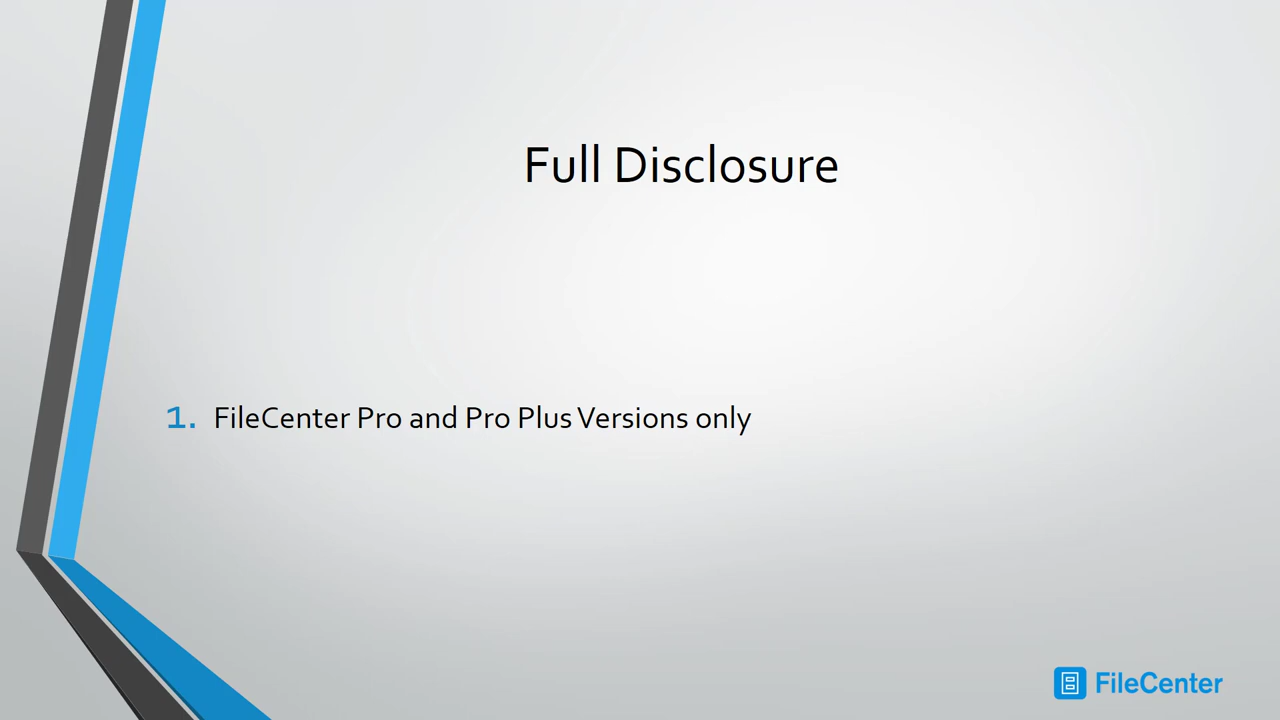 Full Disclosure
1. FileCenter Pro and Pro Plus Versions only
FileCenter